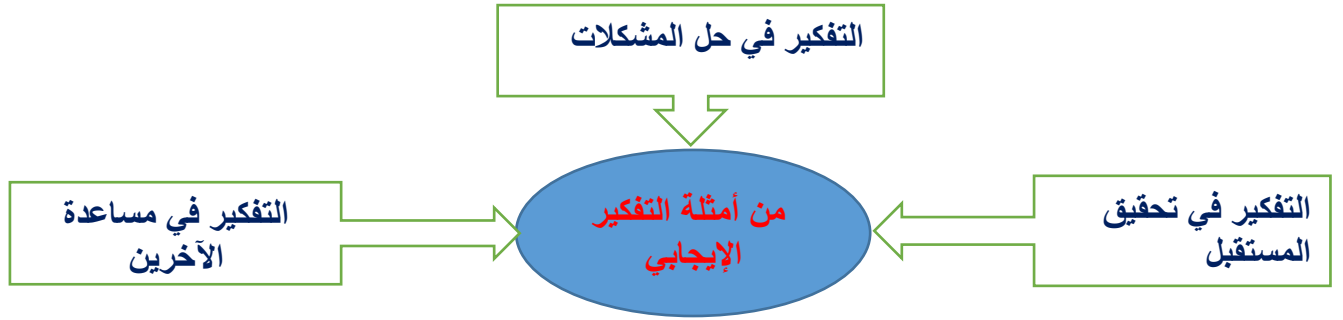 التفكير في حل المشكلات
من أمثلة التفكير
الإيجابي
التفكير في تحقيق
المستقبل
التفكير في مساعدة
الآخرين